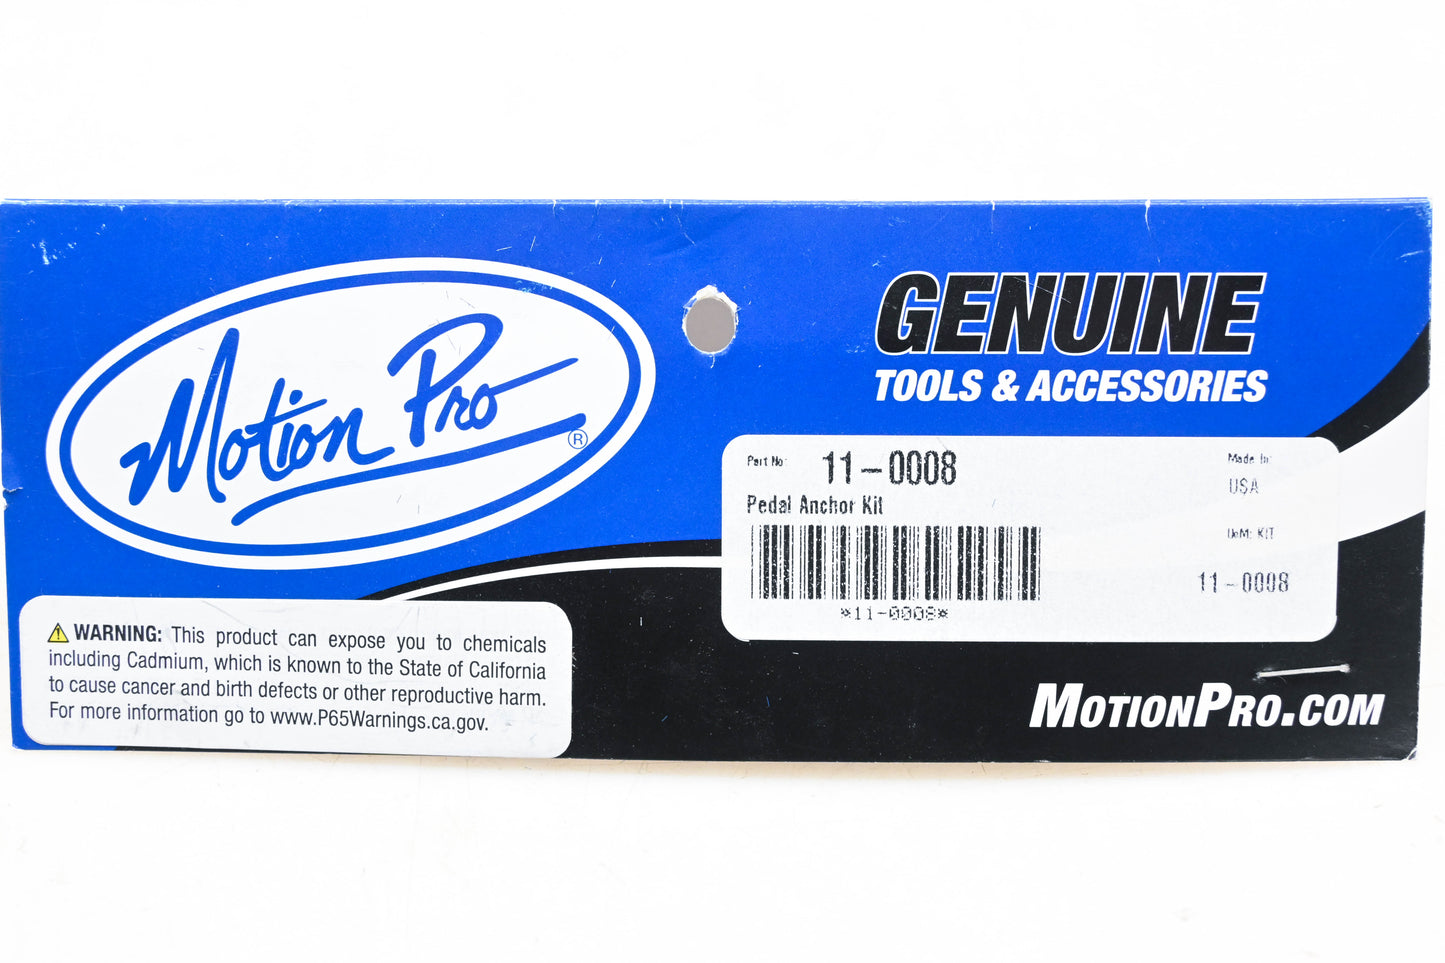 Motion Pro
®
GENUINE
TOOLS & ACCESSORIES
Part No: 11-0008
Made In:
USA
Pedal Anchor Kit
UoM: KIT
*11-0008*
11-0008
WARNING: This product can expose you to chemicals
including Cadmium, which is known to the State of California
to cause cancer and birth defects or other reproductive harm.
For more information go to www.P65Warnings.ca.gov.
MOTIONPRO.COM